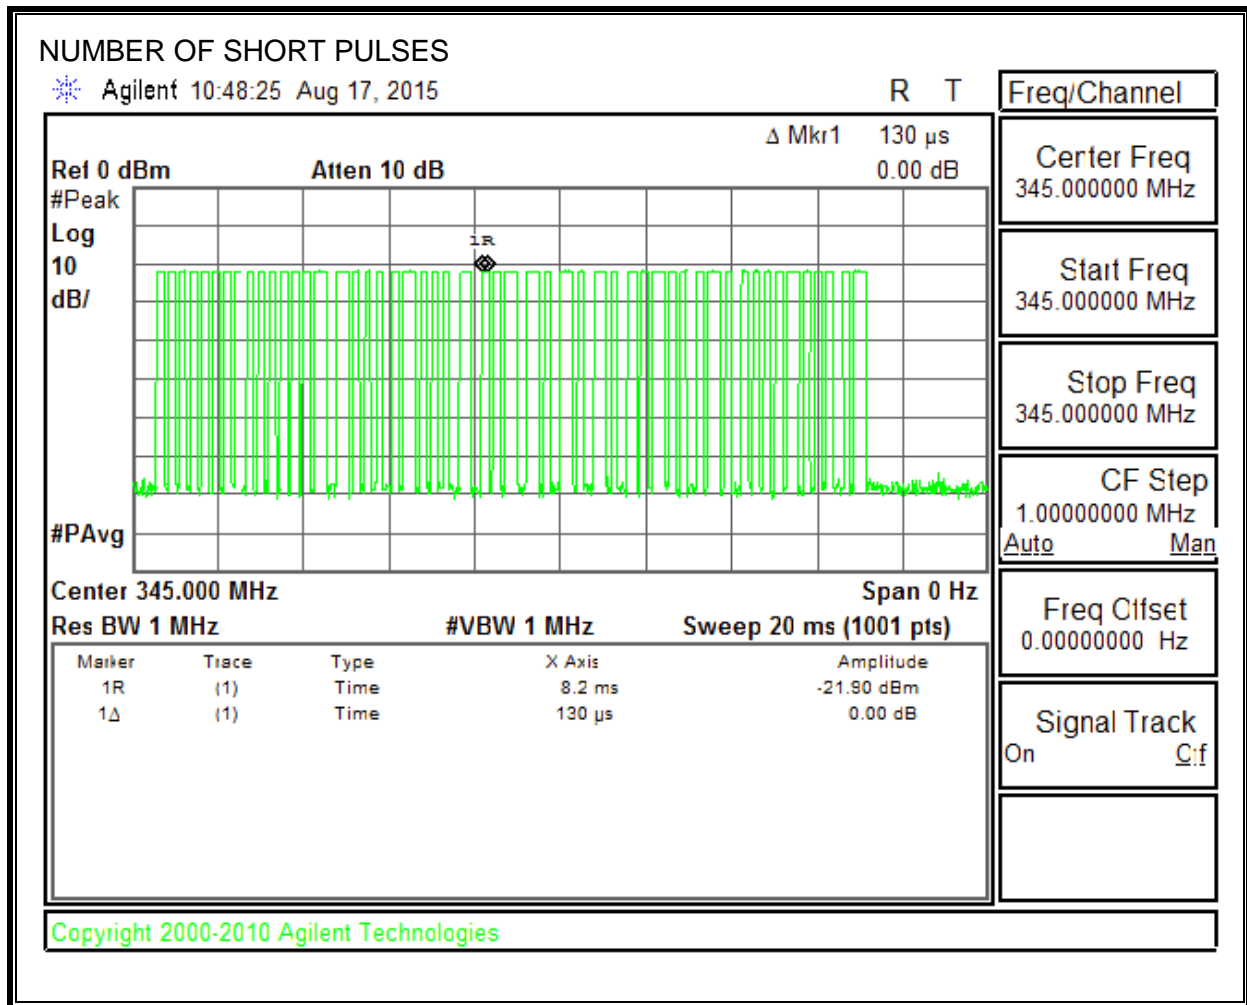 NUMBER OF SHORT PULSES
Agilent 10:48:25 Aug 17, 2015 R T
Freq/Channel
Δ Mkr1 130 µs
Ref 0 dBm Atten 10 dB 0.00 dB
#Peak
Log
10
dB/
1R
#PAvg
Center 345.000 MHz Span 0 Hz
Res BW 1 MHz #VBW 1 MHz Sweep 20 ms (1001 pts)
Marker Trace Type X Axis Amplitude
1R (1) Time 8.2 ms -21.90 dBm
1Δ (1) Time 130 µs 0.00 dB
Center Freq
345.000000 MHz
Start Freq
345.000000 MHz
Stop Freq
345.000000 MHz
CF Step
1.00000000 MHz
Auto Man
Freq Offset
0.00000000 Hz
Signal Track
On Off
Copyright 2000-2010 Agilent Technologies